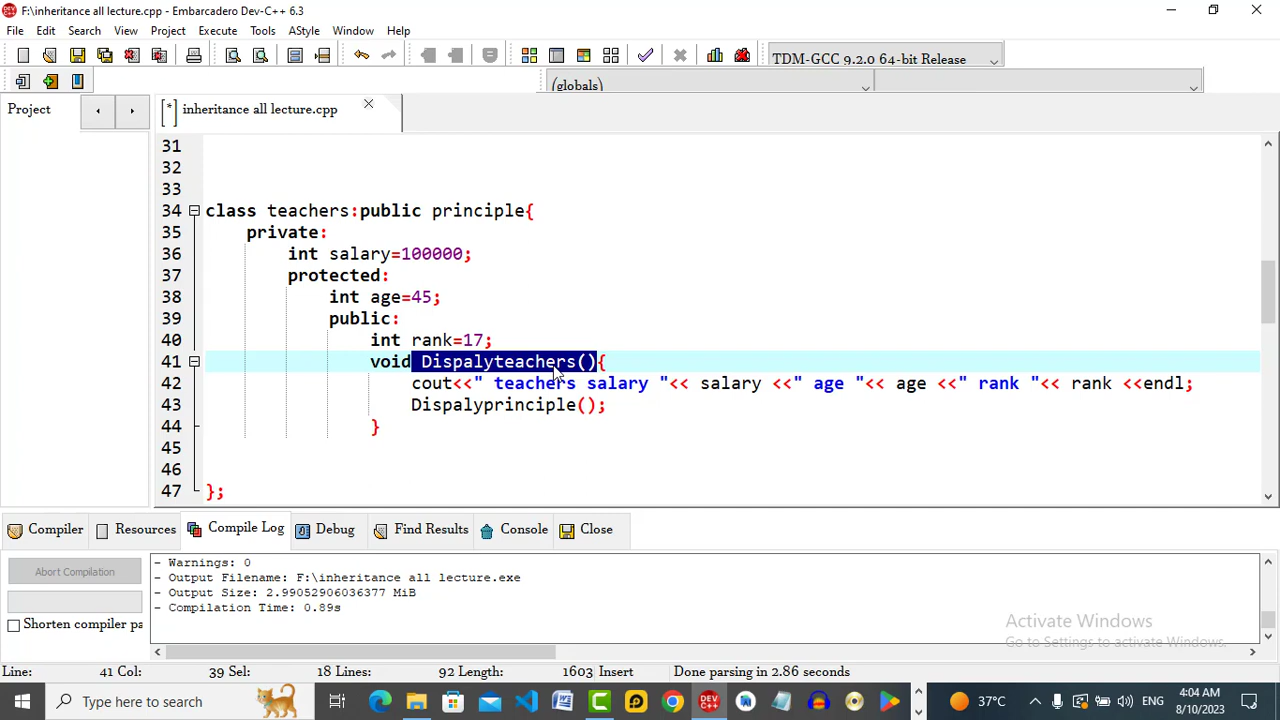 F:\inheritance all lecture.cpp - Embarcadero Dev-C++ 6.3
File Edit Search View Project Execute Tools AStyle Window Help
TDM-GCC 9.2.0 64-bit Release
(globals)
Project
[*] inheritance all lecture.cpp
31
32
33
34 class teachers:public principle{
35 private:
36 int salary=100000;
37 protected:
38 int age=45;
39 public:
40 int rank=17;
41 void Dispalyteachers(){
42 cout<<" teachers salary "<< salary <<" age "<< age <<" rank "<< rank <<endl;
43 Dispalyprinciple();
44 }
45
46
47 };
Compiler Resources Compile Log Debug Find Results Console Close
Abort Compilation
Shorten compiler pa
- Warnings: 0
- Output Filename: F:\inheritance all lecture.exe
- Output Size: 2.99052906036377 MiB
- Compilation Time: 0.89s
Activate Windows
Go to Settings to activate Windows.
Line: 41 Col: 39 Sel: 18 Lines: 92 Length: 1603 Insert Done parsing in 2.86 seconds
Type here to search
37°C
ENG
4:04 AM
8/10/2023